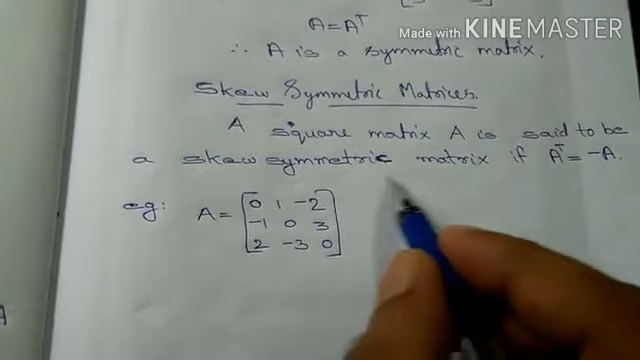 A = Aᵀ
Made with KINEMASTER
∴ A is a symmetric matrix.
Skew Symmetric Matrices.
A square matrix A is said to be
a skew symmetric matrix if Aᵀ = -A.
eg: A = [0 1 -2
-1 0 3
2 -3 0]